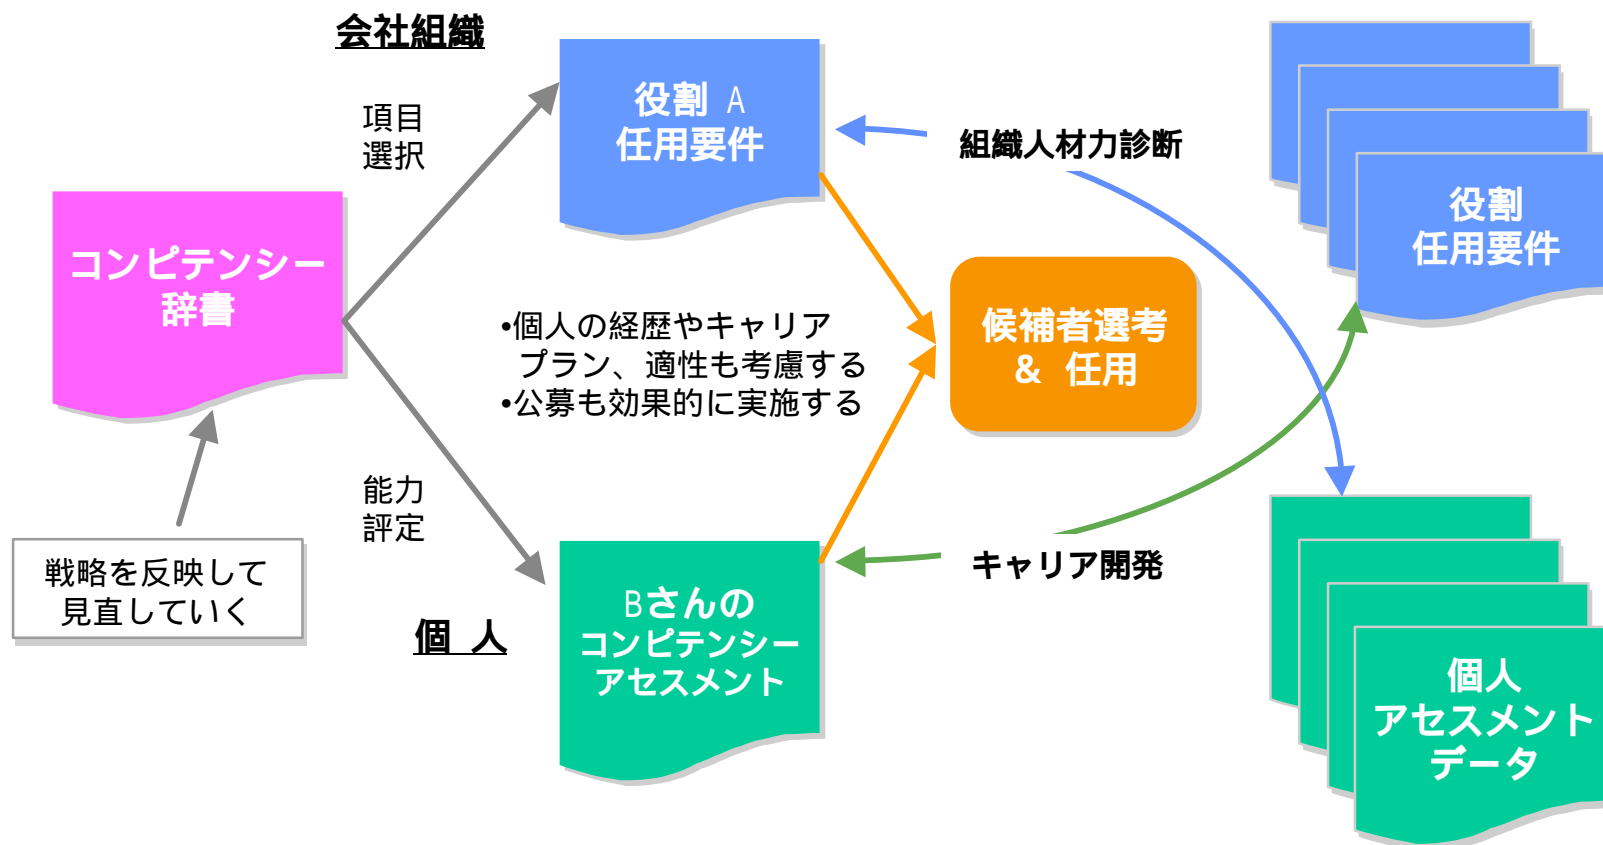 会社組織
項目
選択
役割 A
任用要件
組織人材力診断
役割
任用要件
コンピテンシー
辞書
•個人の経歴やキャリア
プラン、適性も考慮する
•公募も効果的に実施する
候補者選考
& 任用
能力
評定
戦略を反映して
見直していく
個 人
Bさんの
コンピテンシー
アセスメント
キャリア開発
個人
アセスメント
データ